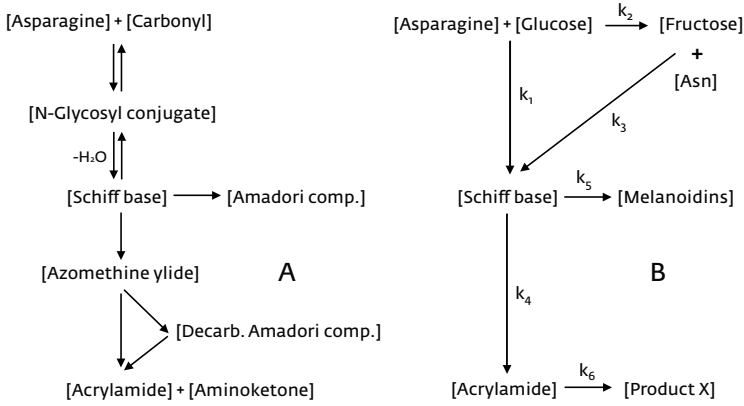 [Asparagine] + [Carbonyl]
[N-Glycosyl conjugate]
-H₂O
[Schiff base]
[Amadori comp.]
[Azomethine ylide]
A
[Decarb. Amadori comp.]
[Acrylamide] + [Aminoketone]
[Asparagine] + [Glucose]
k₂
[Fructose]
+
[Asn]
k₁
k₃
[Schiff base]
k₅
[Melanoidins]
B
k₄
[Acrylamide]
k₆
[Product X]